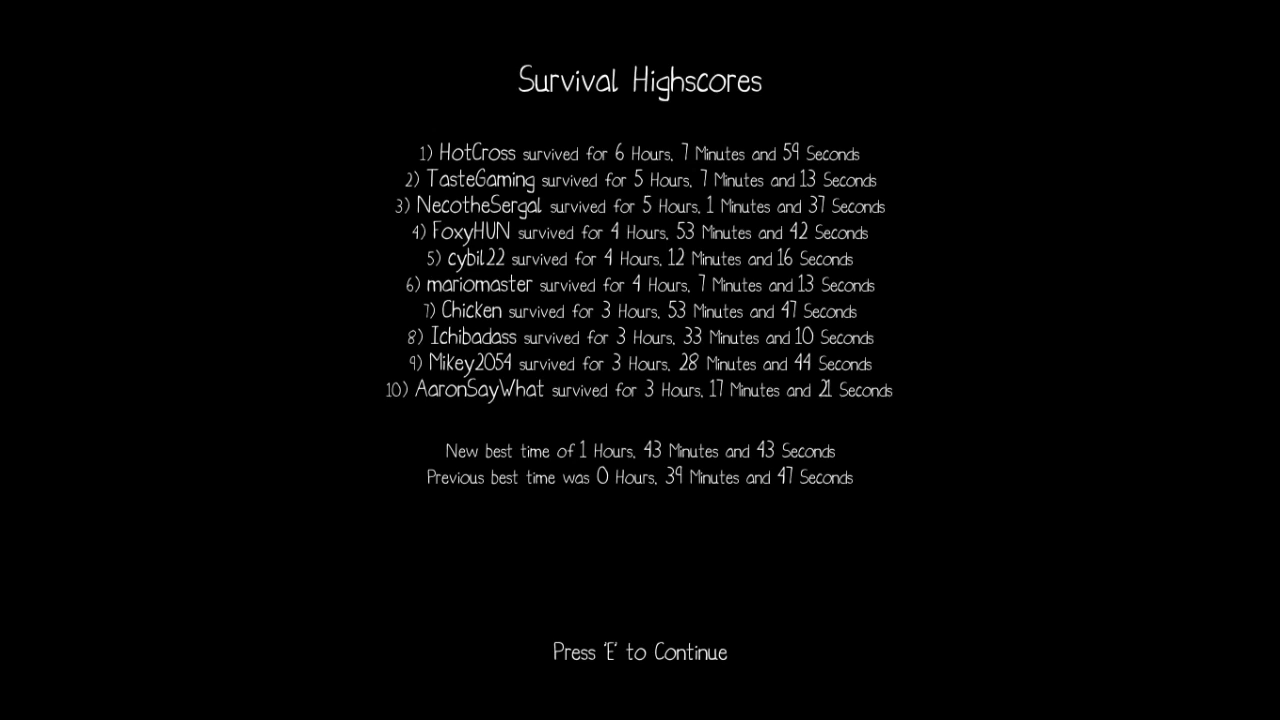 Survival Highscores
1) HotCross survived for 6 Hours, 7 Minutes and 59 Seconds
2) TasteGaming survived for 5 Hours, 7 Minutes and 13 Seconds
3) NecotheSergal survived for 5 Hours, 1 Minutes and 37 Seconds
4) FoxyHUN survived for 4 Hours, 53 Minutes and 42 Seconds
5) cybil22 survived for 4 Hours, 12 Minutes and 16 Seconds
6) mariomaster survived for 4 Hours, 7 Minutes and 13 Seconds
7) Chicken survived for 3 Hours, 53 Minutes and 47 Seconds
8) Ichibadass survived for 3 Hours, 33 Minutes and 10 Seconds
9) Mikey2054 survived for 3 Hours, 28 Minutes and 44 Seconds
10) AaronSayWhat survived for 3 Hours, 17 Minutes and 21 Seconds
New best time of 1 Hours, 43 Minutes and 43 Seconds
Previous best time was 0 Hours, 39 Minutes and 47 Seconds
Press 'E' to Continue